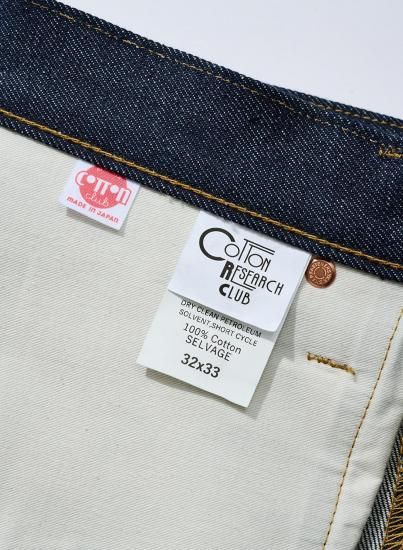 Cotton
club
MADE IN JAPAN
COTTON
RESEARCH
CLUB
DRY CLEAN PETROLEUM
SOLVENT.SHORT CYCLE
100% Cotton
SELVAGE
32x33